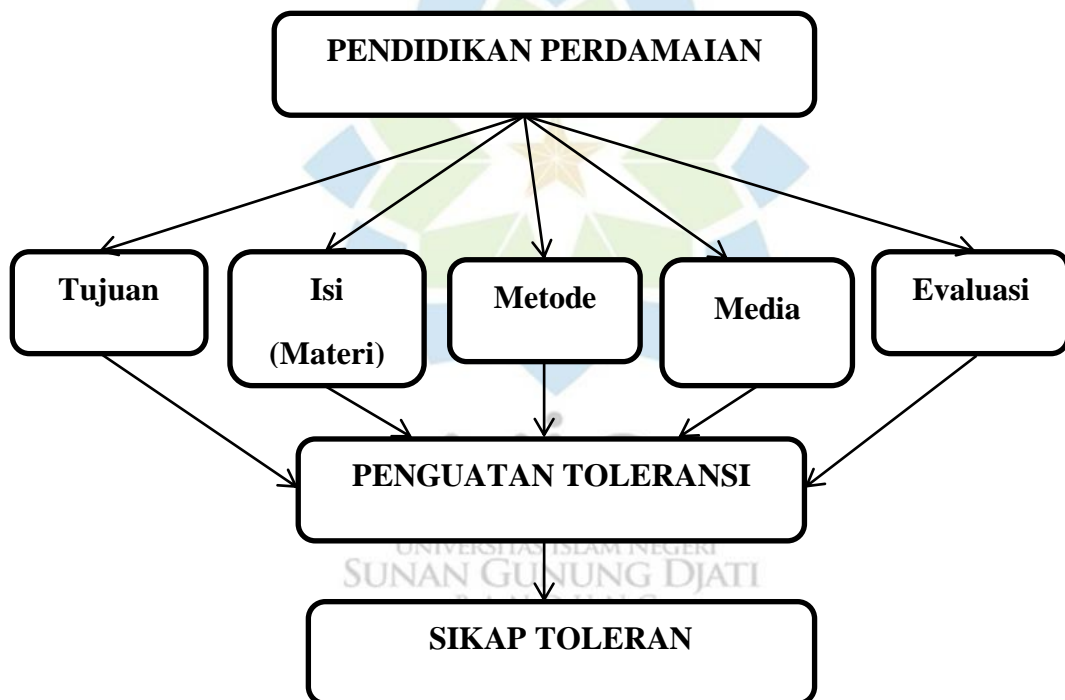 PENDIDIKAN PERDAMAIAN
Tujuan
Isi
(Materi)
Metode
Media
Evaluasi
PENGUATAN TOLERANSI
UNIVERSITAS ISLAM NEGERI
SUNAN GUNUNG DJATI
SIKAP TOLERAN